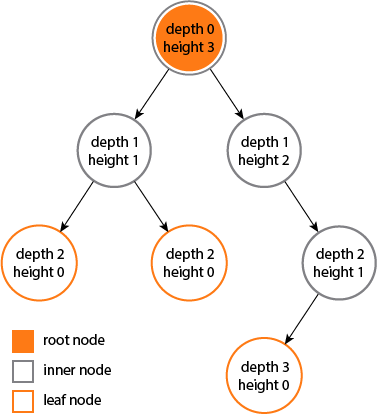 depth 0
height 3
depth 1
height 1
depth 1
height 2
depth 2
height 0
depth 2
height 0
depth 2
height 1
depth 3
height 0
root node
inner node
leaf node